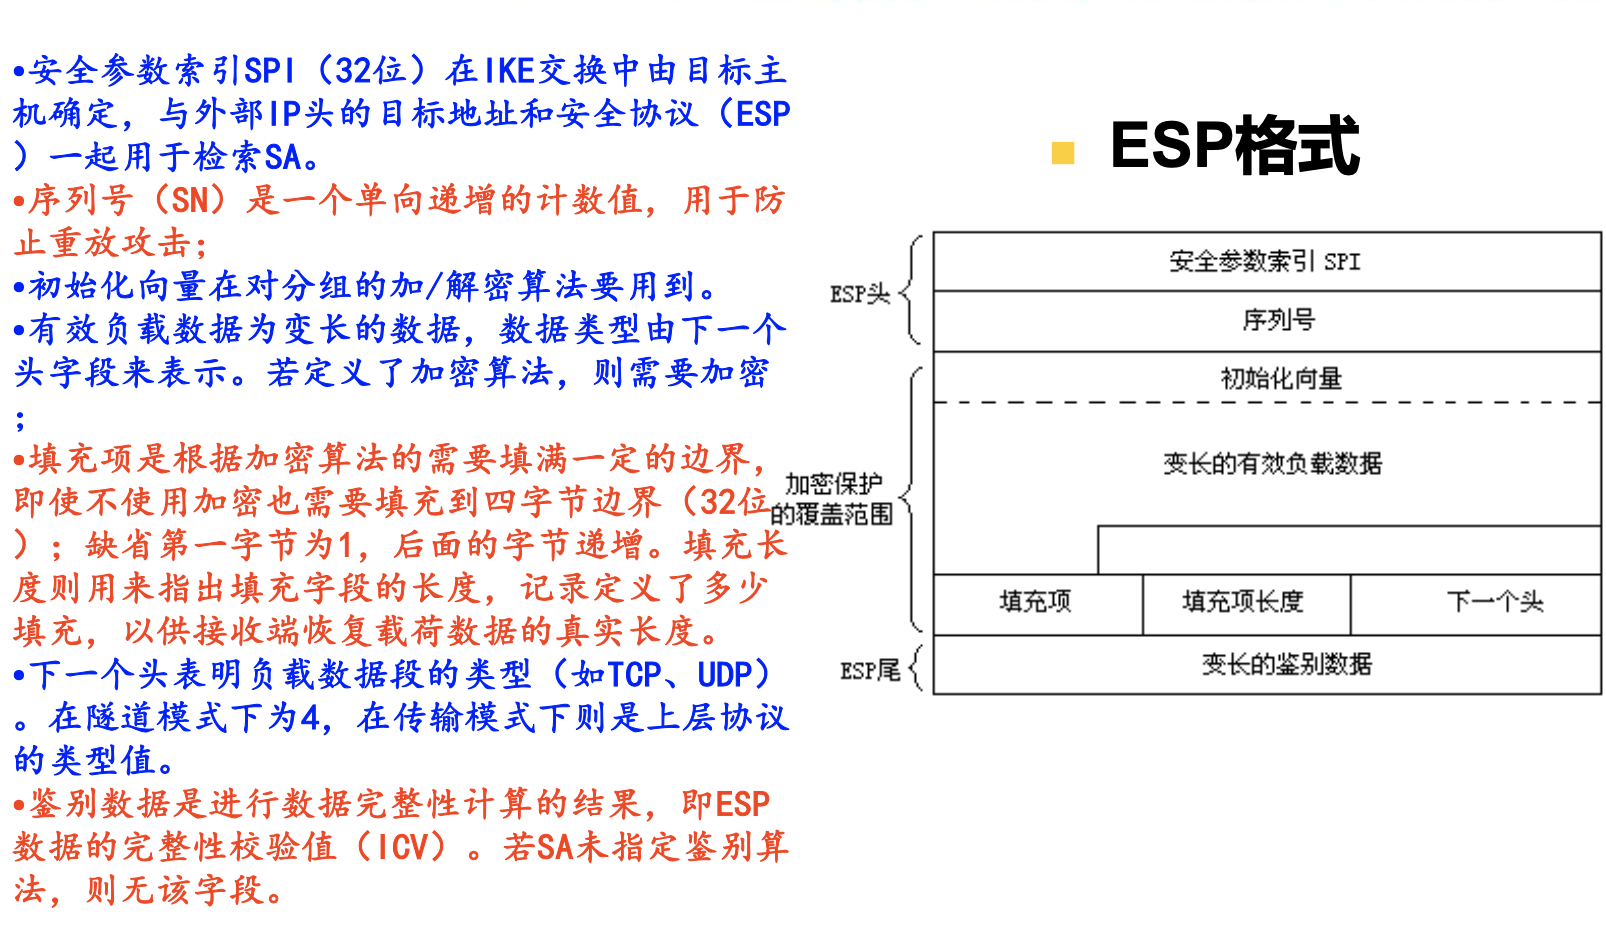 •安全参数索引SPI（32位）在IKE交换中由目标主
机确定，与外部IP头的目标地址和安全协议（ESP
）一起用于检索SA。
•序列号（SN）是一个单向递增的计数值，用于防
止重放攻击；
•初始化向量在对分组的加/解密算法要用到。
•有效负载数据为变长的数据，数据类型由下一个
头字段来表示。若定义了加密算法，则需要加密
；
•填充项是根据加密算法的需要填满一定的边界，
即使不使用加密也需要填充到四字节边界（32位
）；缺省第一字节为1，后面的字节递增。填充长
度则用来指出填充字段的长度，记录定义了多少
填充，以供接收端恢复载荷数据的真实长度。
•下一个头表明负载数据段的类型（如TCP、UDP）
。在隧道模式下为4，在传输模式下则是上层协议
的类型值。
•鉴别数据是进行数据完整性计算的结果，即ESP
数据的完整性校验值（ICV）。若SA未指定鉴别算
法，则无该字段。
ESP格式
ESP头
安全参数索引 SPI
序列号
加密保护
的覆盖范围
初始化向量
变长的有效负载数据
填充项
填充项长度
下一个头
ESP尾
变长的鉴别数据